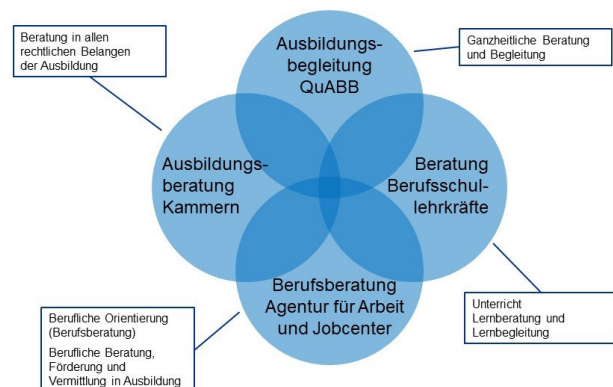 Beratung in allen
rechtlichen Belangen
der Ausbildung
Ausbildungs-
begleitung
QuABB
Ganzheitliche Beratung
und Begleitung
Ausbildungs-
beratung
Kammern
Beratung
Berufsschul-
lehrkräfte
Berufsberatung
Agentur für Arbeit
und Jobcenter
Berufliche Orientierung
(Berufsberatung)
Berufliche Beratung,
Förderung und
Vermittlung in Ausbildung
Unterricht
Lernberatung und
Lernbegleitung